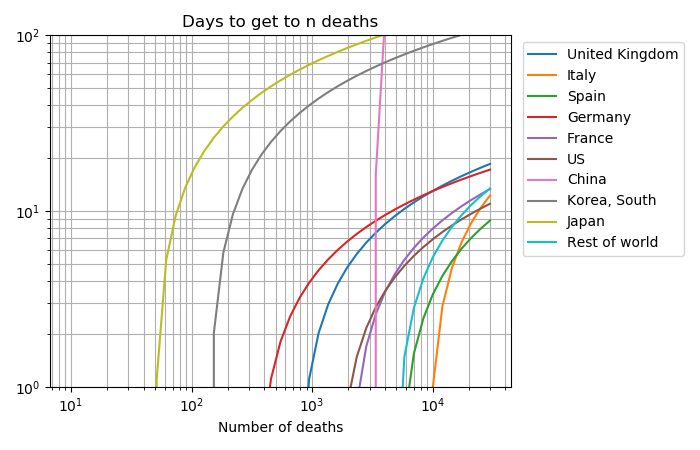 Days to get to n deaths
10²
10¹
10⁰
10¹
10²
10³
10⁴
Number of deaths
United Kingdom
Italy
Spain
Germany
France
US
China
Korea, South
Japan
Rest of world